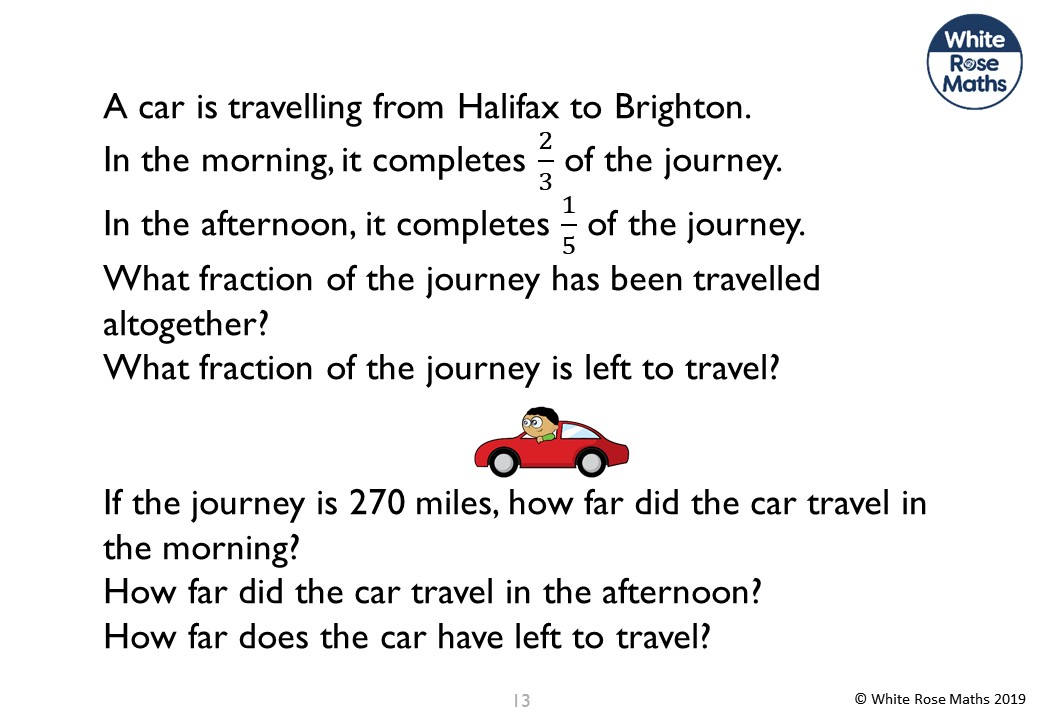 White
Rose
Maths
A car is travelling from Halifax to Brighton.
In the morning, it completes 2/3 of the journey.
In the afternoon, it completes 1/5 of the journey.
What fraction of the journey has been travelled
altogether?
What fraction of the journey is left to travel?
If the journey is 270 miles, how far did the car travel in
the morning?
How far did the car travel in the afternoon?
How far does the car have left to travel?
13
© White Rose Maths 2019